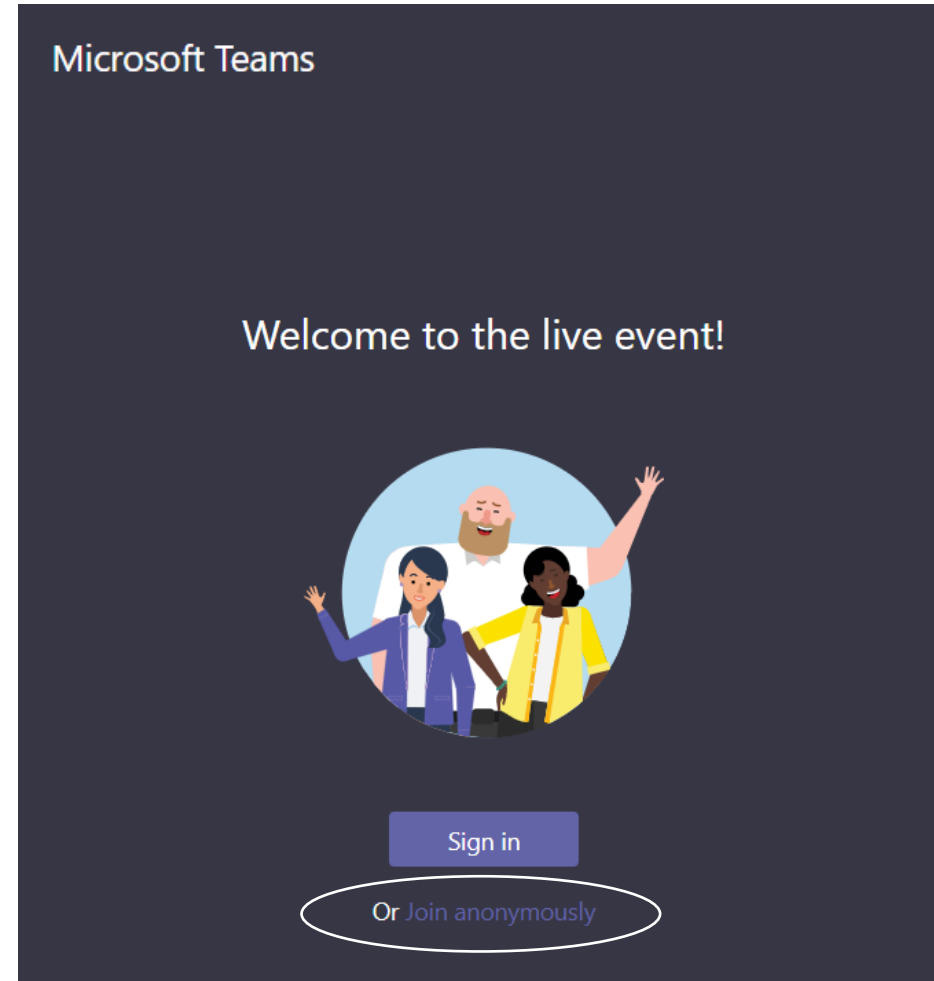 Microsoft Teams
Welcome to the live event!
Sign in
Or Join anonymously